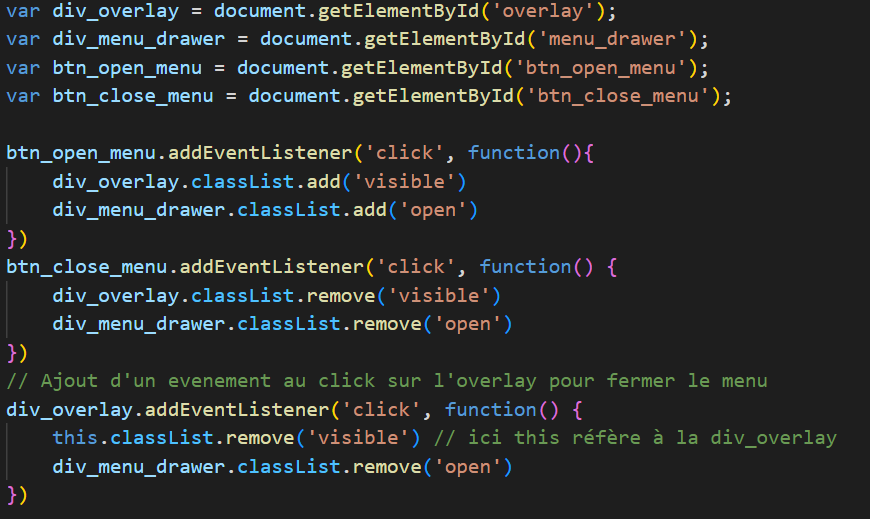 var div_overlay = document.getElementById('overlay');
var div_menu_drawer = document.getElementById('menu_drawer');
var btn_open_menu = document.getElementById('btn_open_menu');
var btn_close_menu = document.getElementById('btn_close_menu');

btn_open_menu.addEventListener('click', function(){
    div_overlay.classList.add('visible')
    div_menu_drawer.classList.add('open')
})
btn_close_menu.addEventListener('click', function() {
    div_overlay.classList.remove('visible')
    div_menu_drawer.classList.remove('open')
})
// Ajout d'un evenement au click sur l'overlay pour fermer le menu
div_overlay.addEventListener('click', function() {
    this.classList.remove('visible') // ici this réfère à la div_overlay
    div_menu_drawer.classList.remove('open')
})